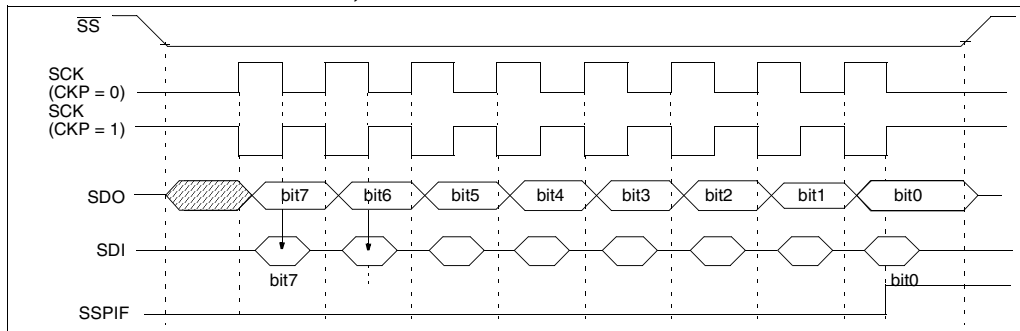 SS
SCK
(CKP = 0)
SCK
(CKP = 1)
SDO bit7 bit6 bit5 bit4 bit3 bit2 bit1 bit0
SDI
bit7 bit0
SSPIF